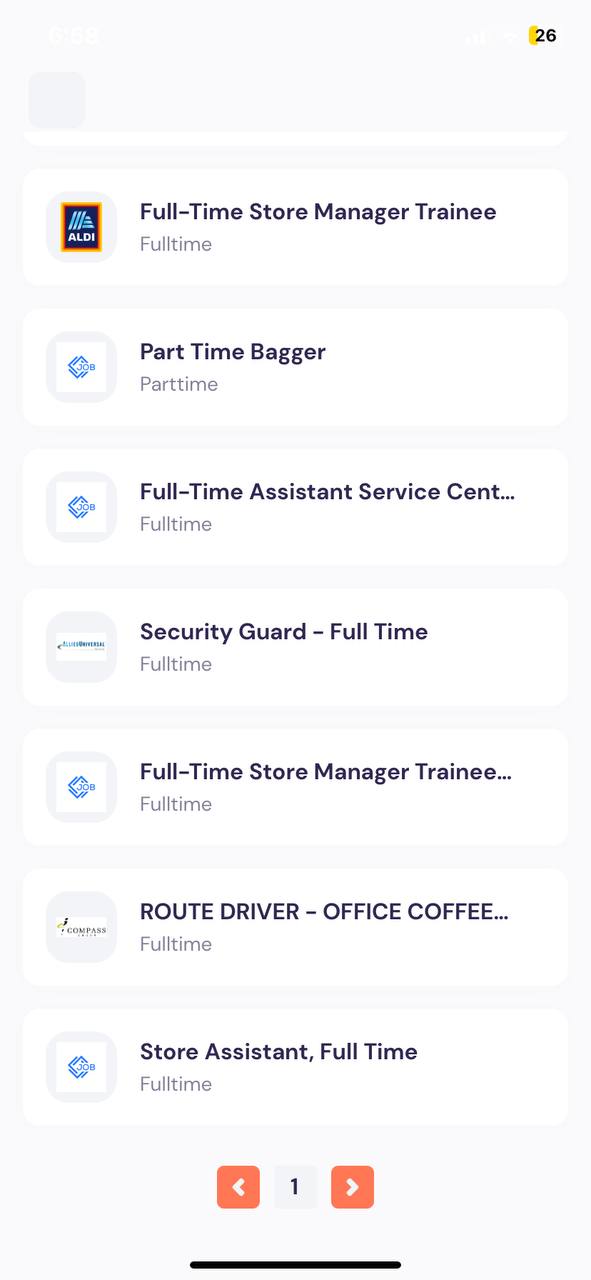 6:58
26
ALDI
Full-Time Store Manager Trainee
Fulltime
JOB
Part Time Bagger
Parttime
JOB
Full-Time Assistant Service Cent...
Fulltime
ALLIEDUNIVERSAL
Security Guard - Full Time
Fulltime
JOB
Full-Time Store Manager Trainee...
Fulltime
COMPASS
ROUTE DRIVER - OFFICE COFFEE...
Fulltime
JOB
Store Assistant, Full Time
Fulltime
1